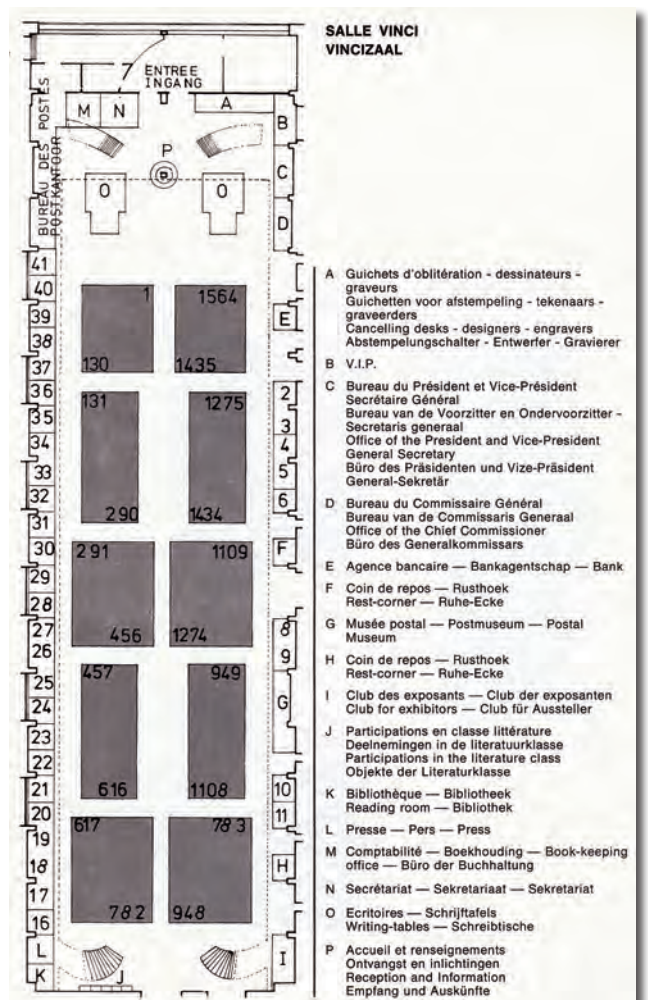 SALLE VINCI
VINCIZAAL
ENTREE
INGANG
BUREAU DES POSTES
POSTKANTOOR
M
N
A
B
P
P
C
O
O
D
41
40
1
1564
39
E
38
37
130
1435
36
131
1275
2
35
3
34
4
33
5
32
6
31
290
1434
30
291
1109
F
29
28
27
8
456
1274
26
9
457
949
25
G
24
23
22
21
616
1108
10
20
11
617
783
19
18
H
17
782
948
16
L
I
K
J
A Guichets d'oblitération - dessinateurs -
graveurs
Guichetten voor afstempeling - tekenaars -
graveerders
Cancelling desks - designers - engravers
Abstempelungschalter - Entwerfer - Gravierer
B V.I.P.
C Bureau du Président et Vice-Président
Secrétaire Général
Bureau van de Voorzitter en Ondervoorzitter -
Secretaris generaal
Office of the President and Vice-President
General Secretary
Büro des Präsidenten und Vize-Präsident
General-Sekretär
D Bureau du Commissaire Général
Bureau van de Commissaris Generaal
Office of the Chief Commissioner
Büro des Generalkommissars
E Agence bancaire — Bankagentschap — Bank
F Coin de repos — Rusthoek
Rest-corner — Ruhe-Ecke
G Musée postal — Postmuseum — Postal
Museum
H Coin de repos — Rusthoek
Rest-corner — Ruhe-Ecke
I Club des exposants — Club der exposanten
Club for exhibitors — Club für Aussteller
J Participations en classe littérature
Deelnemingen in de literatuurklasse
Participations in the literature class
Objekte der Literaturklasse
K Bibliothèque — Bibliotheek
Reading room — Bibliothek
L Presse — Pers — Press
M Comptabilité — Boekhouding — Book-keeping
office — Büro der Buchhaltung
N Secrétariat — Sekretariaat — Sekretariat
O Ecritoires — Schrijftafels
Writing-tables — Schreibtische
P Accueil et renseignements
Ontvangst en inlichtingen
Reception and Information
Empfang und Auskünfte